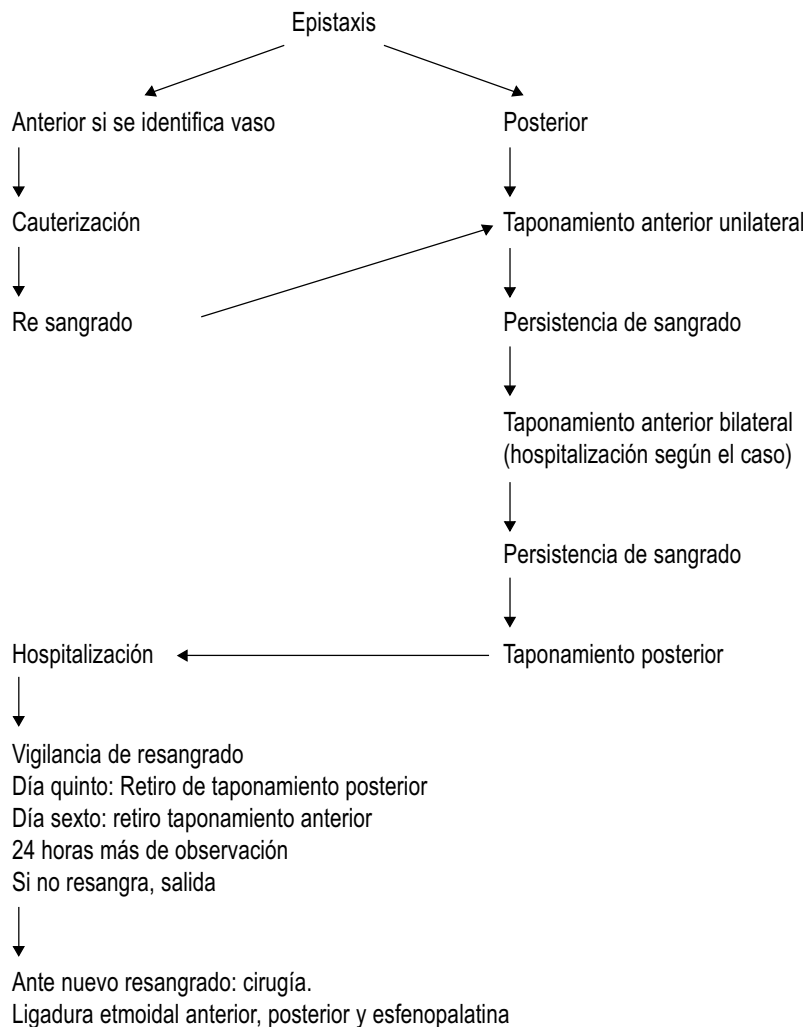 Epistaxis
Anterior si se identifica vaso
Posterior
Cauterización
Taponamiento anterior unilateral
Re sangrado
Persistencia de sangrado
Taponamiento anterior bilateral
(hospitalización según el caso)
Persistencia de sangrado
Hospitalización
Taponamiento posterior
Vigilancia de resangrado
Día quinto: Retiro de taponamiento posterior
Día sexto: retiro taponamiento anterior
24 horas más de observación
Si no resangra, salida
Ante nuevo resangrado: cirugía.
Ligadura etmoidal anterior, posterior y esfenopalatina